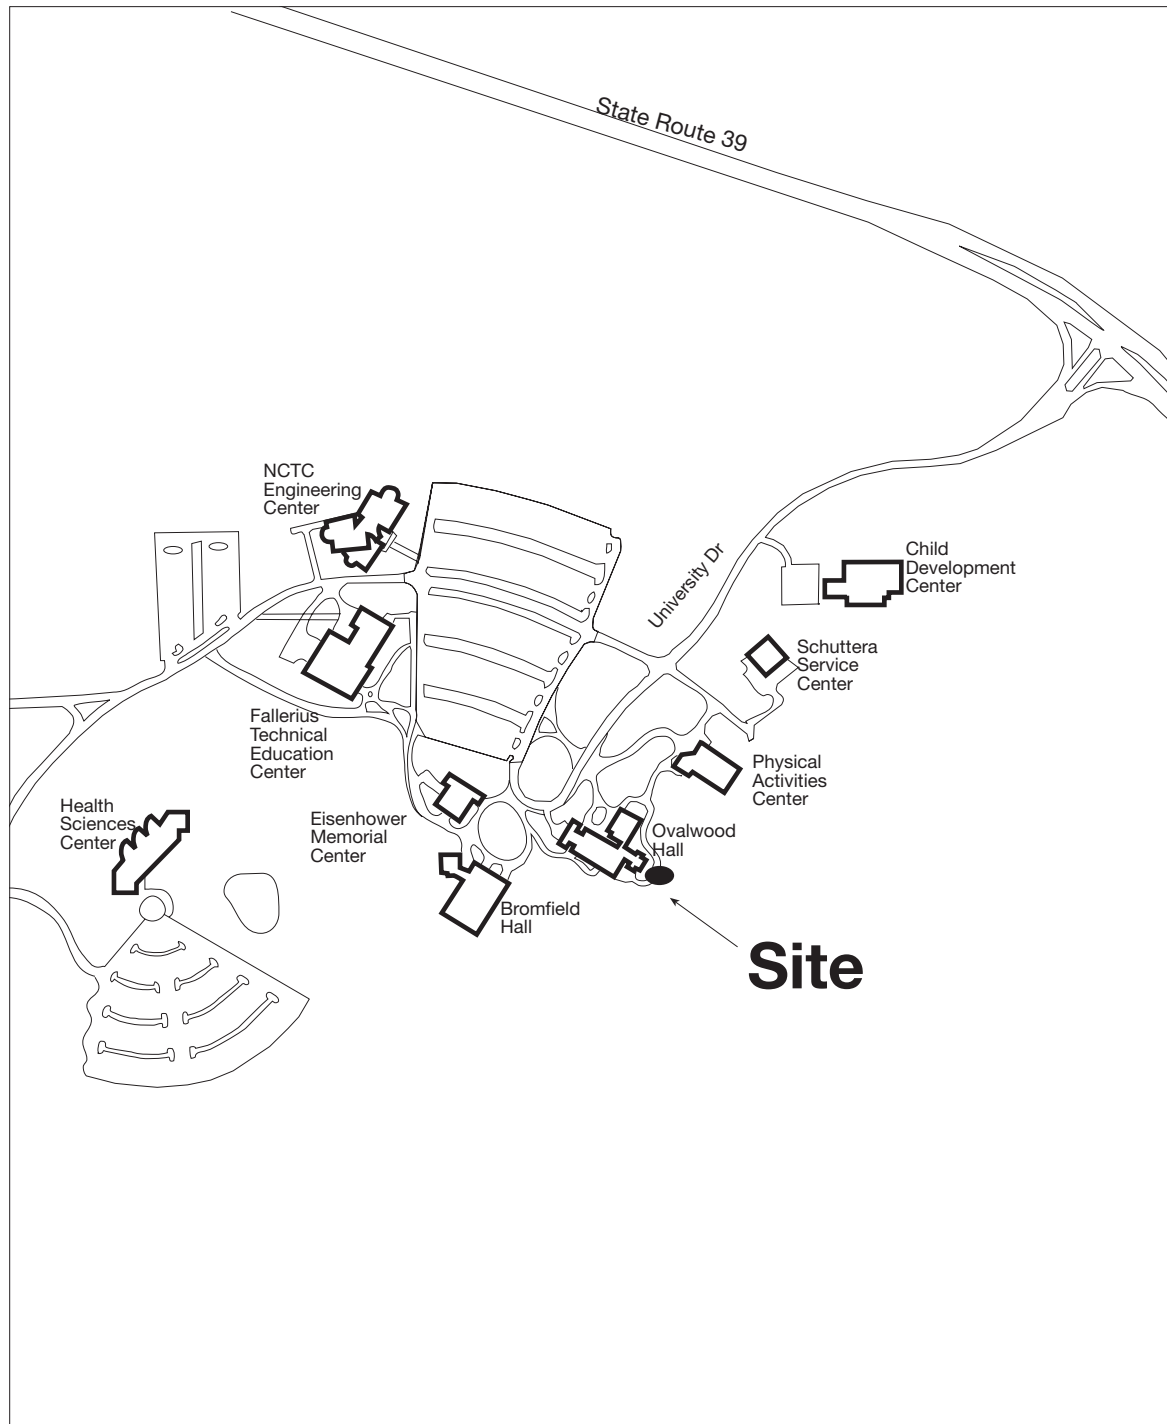 State Route 39
NCTC
Engineering
Center
University Dr
Child
Development
Center
Schuttera
Service
Center
Fallerius
Technical
Education
Center
Physical
Activities
Center
Health
Sciences
Center
Eisenhower
Memorial
Center
Ovalwood
Hall
Bromfield
Hall
Site